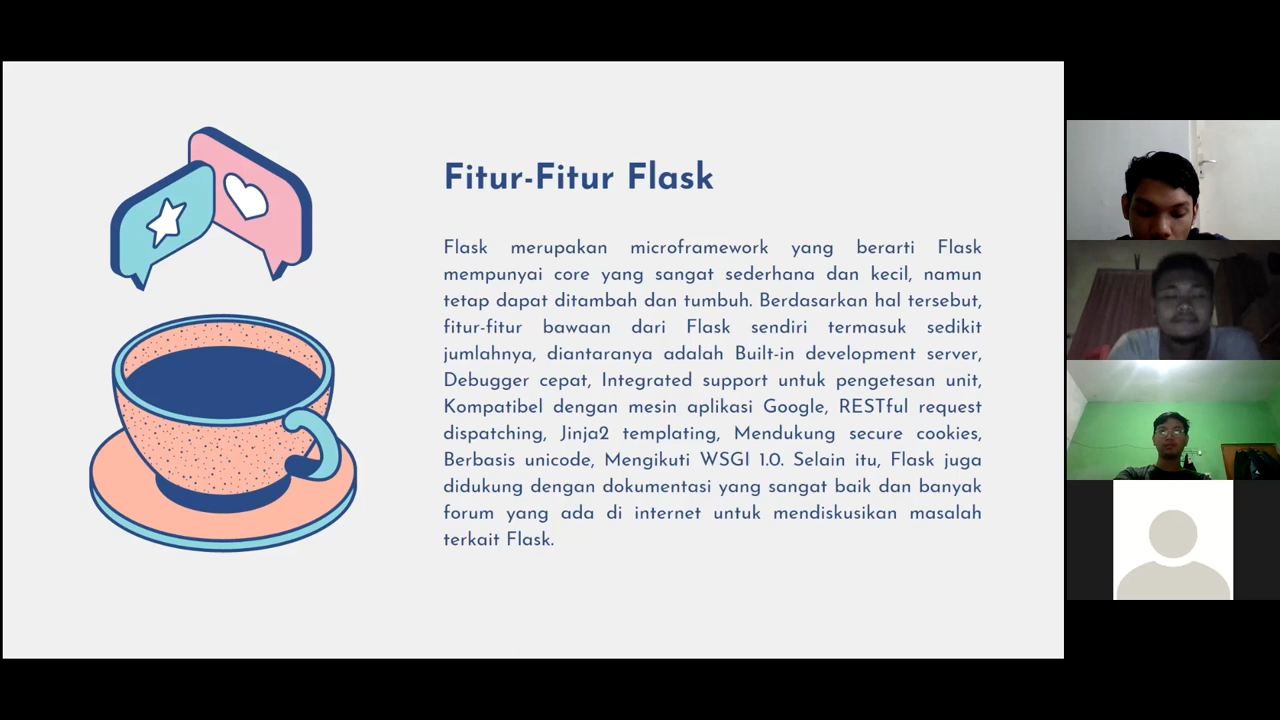 Fitur-Fitur Flask
Flask merupakan microframework yang berarti Flask
mempunyai core yang sangat sederhana dan kecil, namun
tetap dapat ditambah dan tumbuh. Berdasarkan hal tersebut,
fitur-fitur bawaan dari Flask sendiri termasuk sedikit
jumlahnya, diantaranya adalah Built-in development server,
Debugger cepat, Integrated support untuk pengetesan unit,
Kompatibel dengan mesin aplikasi Google, RESTful request
dispatching, Jinja2 templating, Mendukung secure cookies,
Berbasis unicode, Mengikuti WSGI 1.0. Selain itu, Flask juga
didukung dengan dokumentasi yang sangat baik dan banyak
forum yang ada di internet untuk mendiskusikan masalah
terkait Flask.